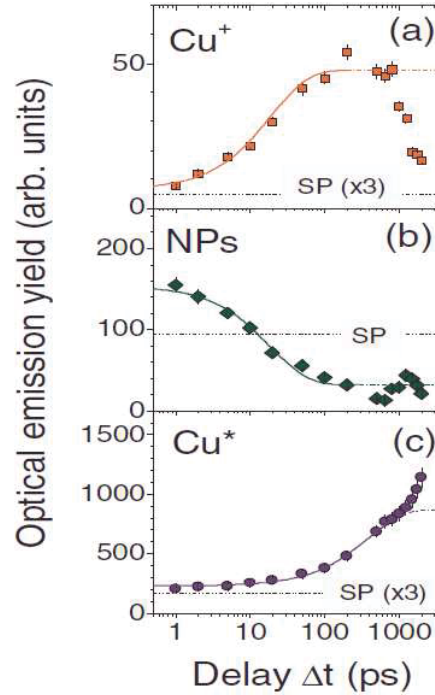 Cu+ (a)
50
SP (x3)
0
NPs (b)
200
100
SP
0
1500
Cu* (c)
1000
500
SP (x3)
0
1 10 100 1000
Delay Δt (ps)
Optical emission yield (arb. units)